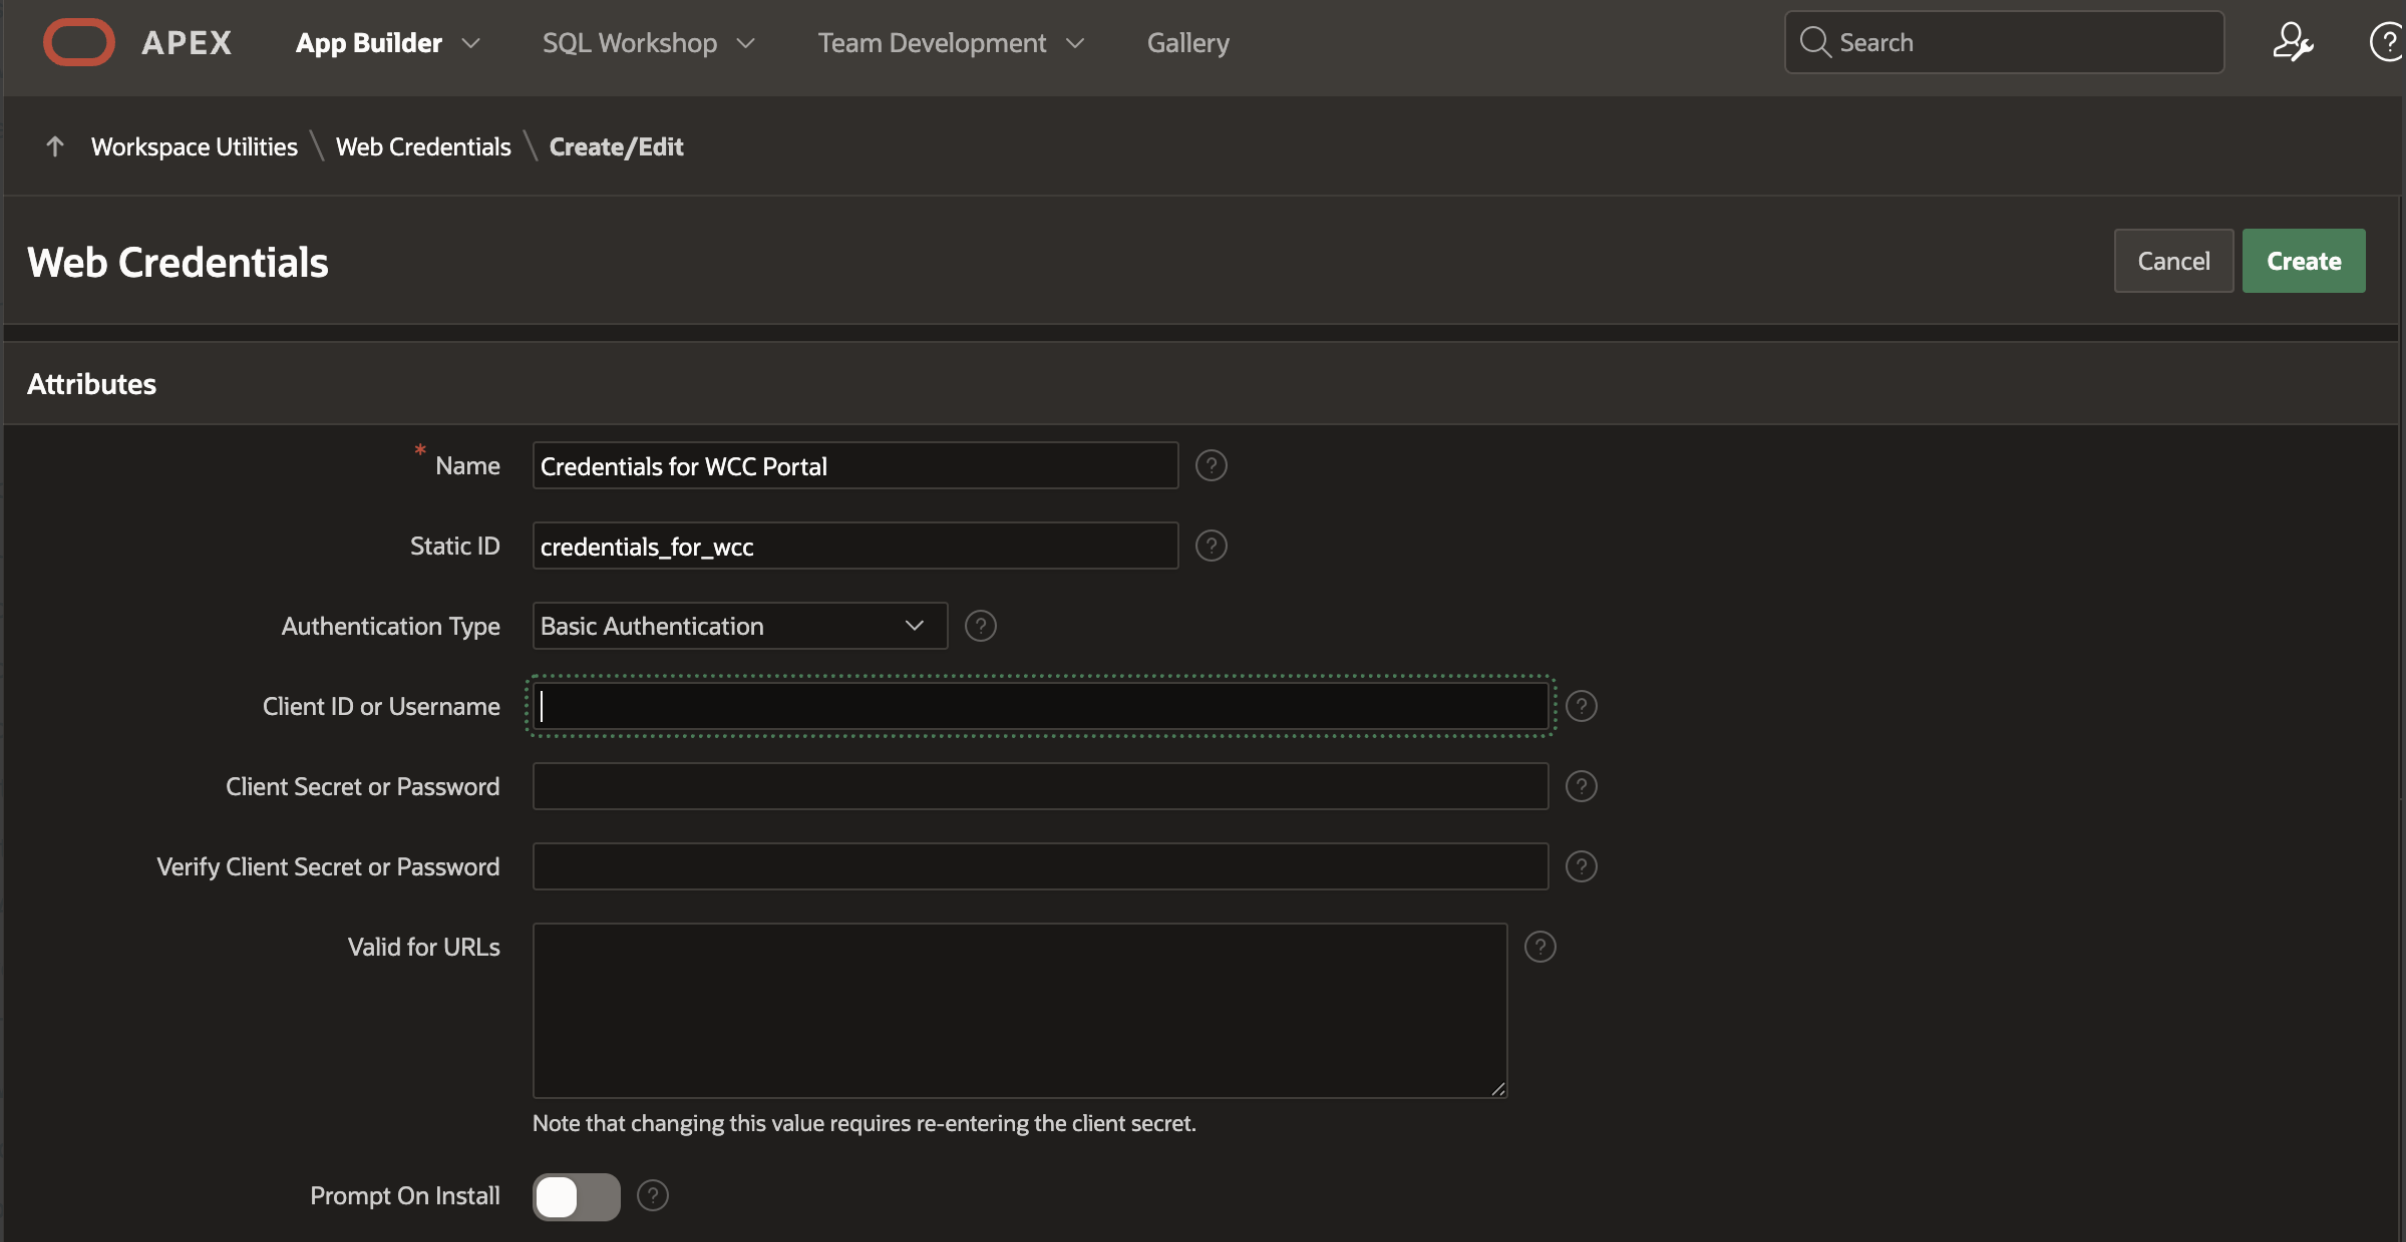 APEX App Builder SQL Workshop Team Development Gallery Search ?
Workspace Utilities \ Web Credentials \ Create/Edit
Web Credentials Cancel Create
Attributes
* Name Credentials for WCC Portal ?
Static ID credentials_for_wcc ?
Authentication Type Basic Authentication ?
Client ID or Username ?
Client Secret or Password ?
Verify Client Secret or Password ?
Valid for URLs ?
Note that changing this value requires re-entering the client secret.
Prompt On Install ?